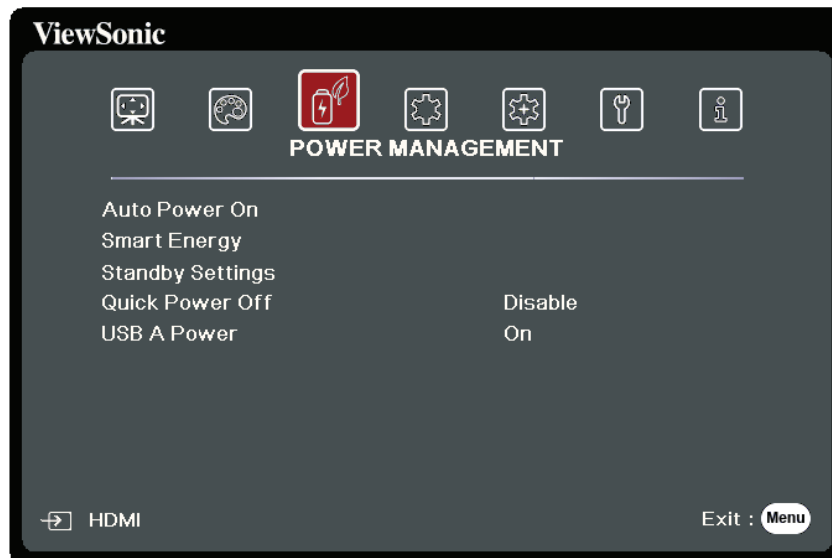 ViewSonic
POWER MANAGEMENT
Auto Power On
Smart Energy
Standby Settings
Quick Power Off Disable
USB A Power On
HDMI Exit : Menu